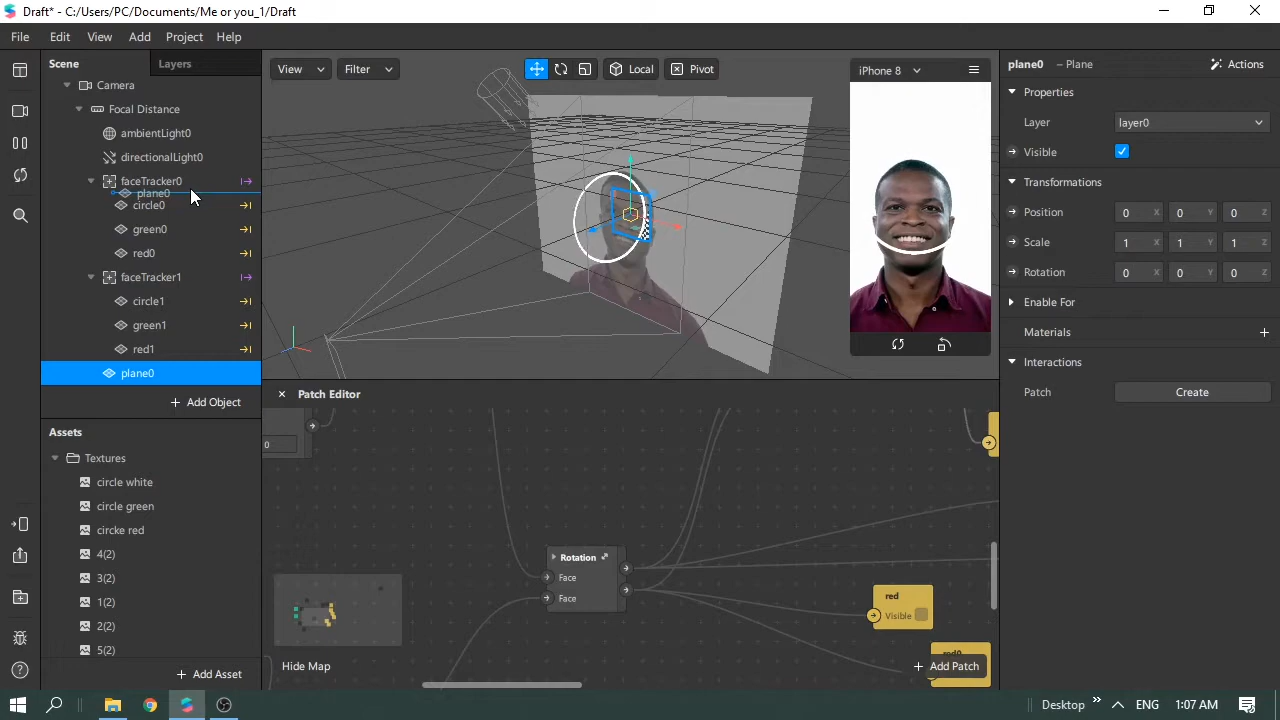 Draft* - C:/Users/PC/Documents/Me or you_1/Draft
File Edit View Add Project Help
Scene Layers
Camera
Focal Distance
ambientLight0
directionalLight0
faceTracker0
plane0
circle0
green0
red0
faceTracker1
circle1
green1
red1
plane0
Add Object
Assets
Textures
circle white
circle green
circke red
4(2)
3(2)
1(2)
2(2)
5(2)
Add Asset
View Filter Local Pivot
iPhone 8
Patch Editor
0
Rotation
Face
Face
red
Visible
red0
Hide Map
Add Patch
plane0 – Plane Actions
Properties
Layer layer0
Visible
Transformations
Position 0 X 0 Y 0 Z
Scale 1 X 1 Y 1 Z
Rotation 0 X 0 Y 0 Z
Enable For
Materials
Interactions
Patch Create
Desktop ENG 1:07 AM